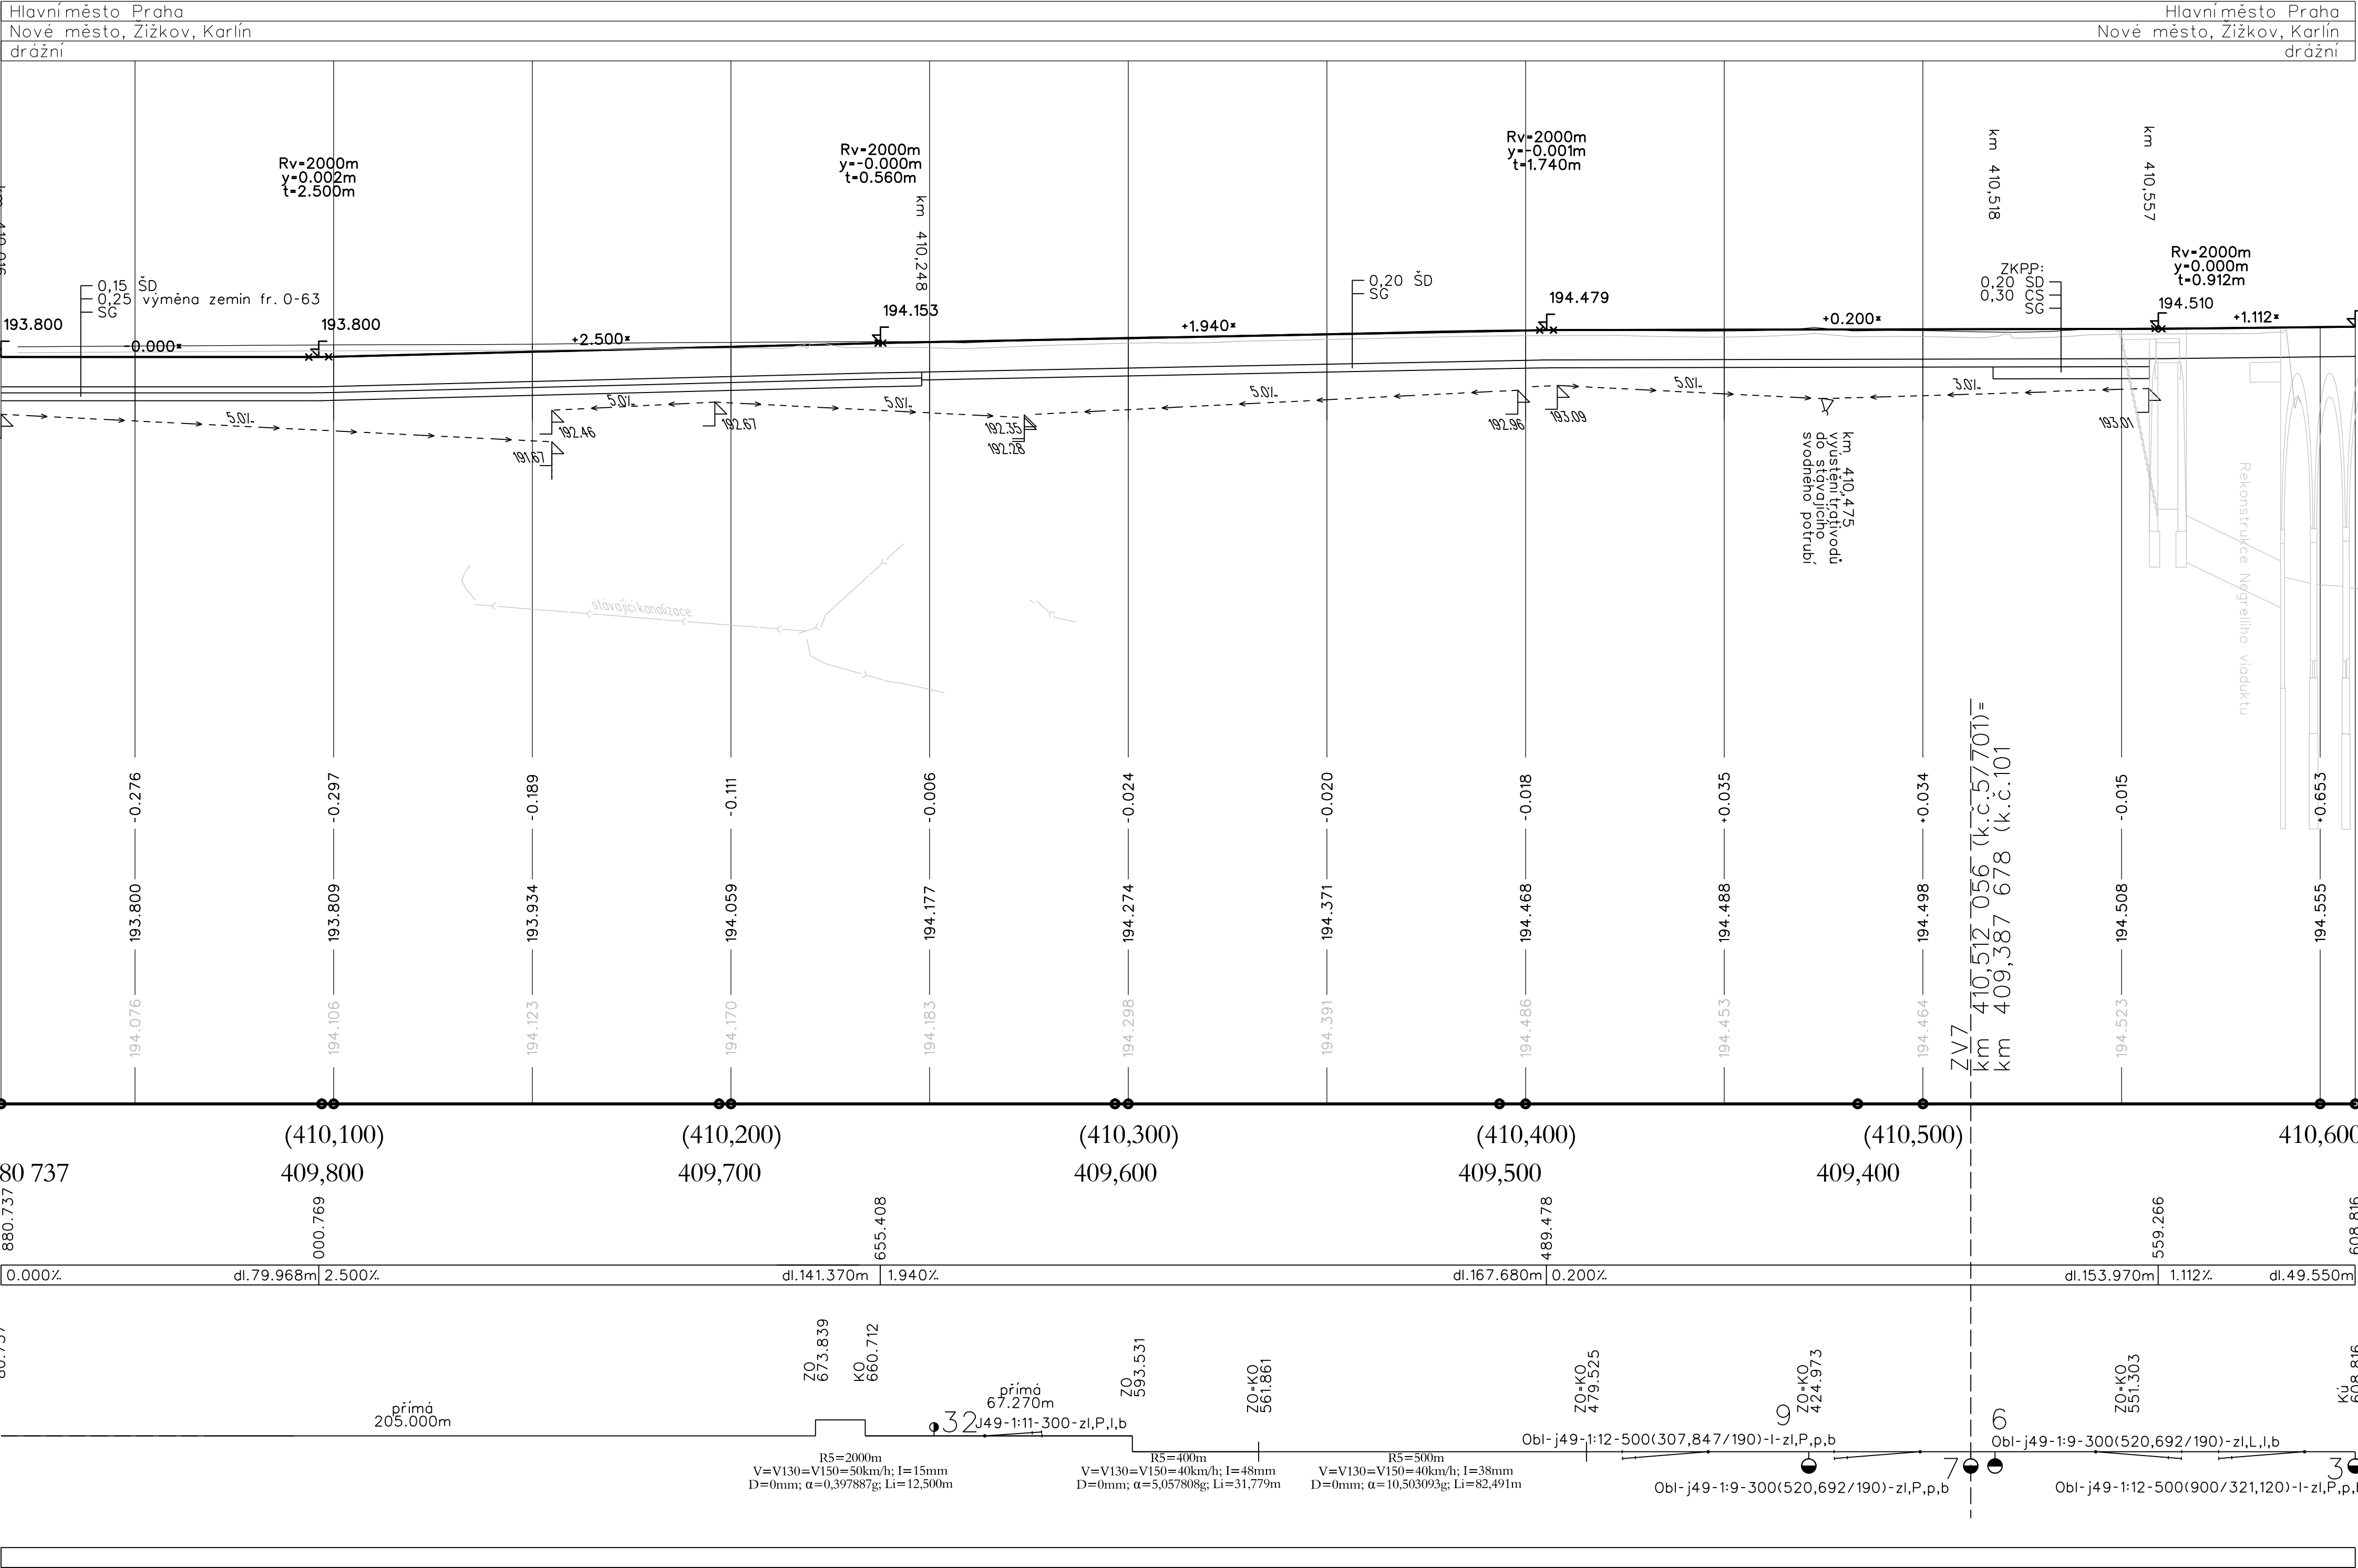 Hlavní město Praha
Hlavní město Praha
Nové město, Žižkov, Karlín
Nové město, Žižkov, Karlín
drážní
drážní
Rv=2000m
y=0.002m
t=2.500m
Rv=2000m
y=-0.000m
t=0.560m
km 410,248
Rv=2000m
y=-0.001m
t=1.740m
km 410,518
km 410,557
Rv=2000m
y=0.000m
t=0.912m
0,15 ŠD
0,25 výměna zemin fr. 0-63
SG
0,20 ŠD
SG
ZKPP:
0,20 ŠD
0,30 CS
SG
193.800
193.800
194.153
194.479
194.510
-0.000‰
+2.500‰
+1.940‰
+0.200‰
+1.112‰
5.0‰
5.0‰
5.0‰
5.0‰
5.0‰
3.0‰
191.67
192.46
192.67
192.35
192.28
192.96
193.09
193.01
km 410,475
vyústění trativodů
do stávajícího
svodného potrubí
stávající kanalizace
Rekonstrukce Negrelliho viaduktu
-0.276
-0.297
-0.189
-0.111
-0.006
-0.024
-0.020
-0.018
+0.035
+0.034
-0.015
+0.653
193.800
193.809
193.934
194.059
194.177
194.274
194.371
194.468
194.488
194.498
194.508
194.555
194.076
194.106
194.123
194.170
194.183
194.298
194.391
194.486
194.453
194.464
194.523
ZV7
km 410,512 056 (k.č.57701)=
km 409,387 678 (k.č.101
(410,100)
(410,200)
(410,300)
(410,400)
(410,500)
410,600
80 737
409,800
409,700
409,600
409,500
409,400
880.737
000.769
655.408
489.478
559.266
608.816
0.000‰
dl.79.968m
2.500‰
dl.141.370m
1.940‰
dl.167.680m
0.200‰
dl.153.970m
1.112‰
dl.49.550m
přímá
205.000m
ZO
673.839
KO
660.712
32
J49-1:11-300-zl,P,l,b
přímá
67.270m
ZO
593.531
ZO=KO
561.861
ZO=KO
479.525
ZO=KO
424.973
ZO=KO
551.303
KÚ
608.816
R5=2000m
V=V130=V150=50km/h; I=15mm
D=0mm; α=0,397887g; Li=12,500m
R5=400m
V=V130=V150=40km/h; I=48mm
D=0mm; α=5,057808g; Li=31,779m
R5=500m
V=V130=V150=40km/h; I=38mm
D=0mm; α=10,503093g; Li=82,491m
9
Obl-j49-1:12-500(307,847/190)-I-zl,P,p,b
Obl-j49-1:9-300(520,692/190)-zl,P,p,b
7
6
Obl-j49-1:9-300(520,692/190)-zl,L,l,b
Obl-j49-1:12-500(900/321,120)-I-zl,P,p,
3